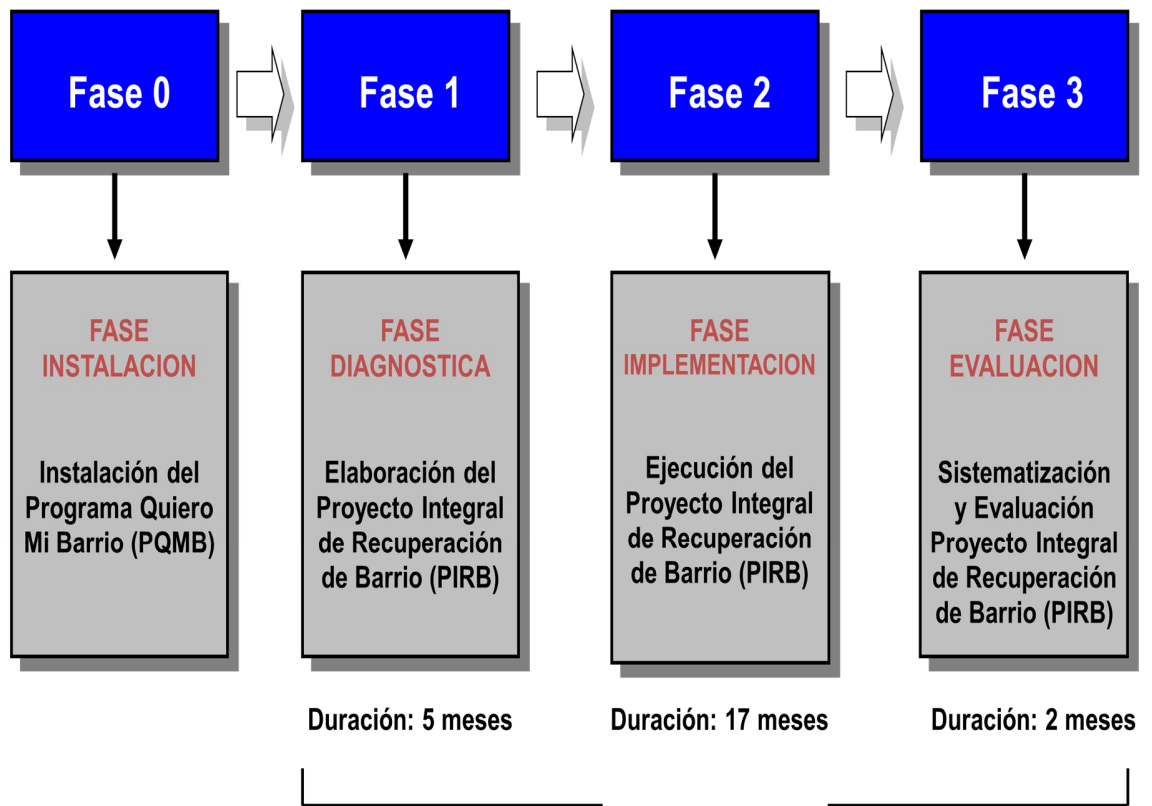 Fase 0
Fase 1
Fase 2
Fase 3
FASE
INSTALACION
Instalación del
Programa Quiero
Mi Barrio (PQMB)
FASE
DIAGNOSTICA
Elaboración del
Proyecto Integral
de Recuperación
de Barrio (PIRB)
FASE
IMPLEMENTACION
Ejecución del
Proyecto Integral
de Recuperación
de Barrio (PIRB)
FASE
EVALUACION
Sistematización
y Evaluación
Proyecto Integral
de Recuperación
de Barrio (PIRB)
Duración: 5 meses
Duración: 17 meses
Duración: 2 meses